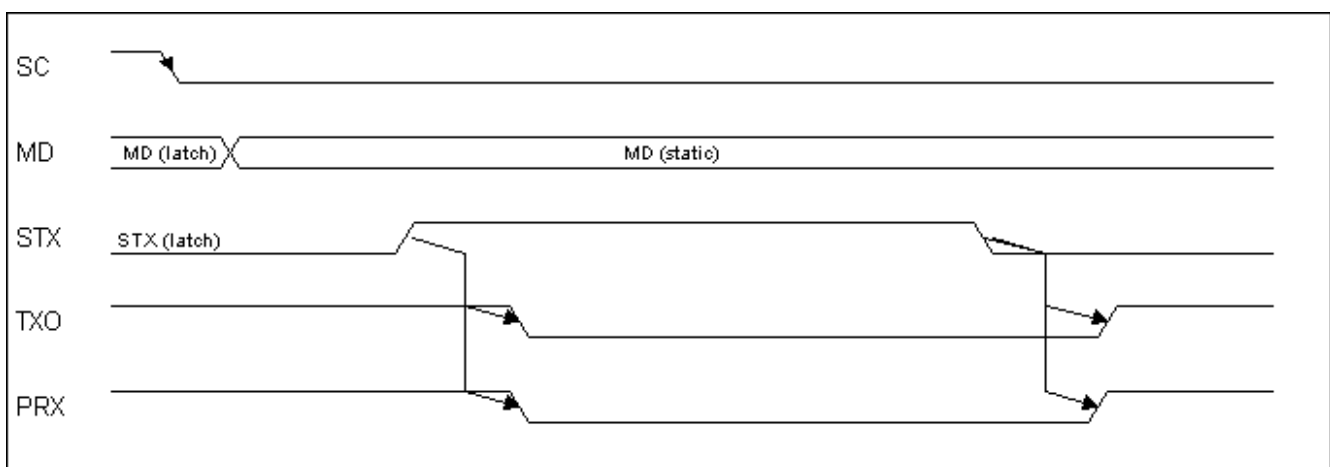 SC
MD MD (latch) MD (static)
STX STX (latch)
TXO
PRX